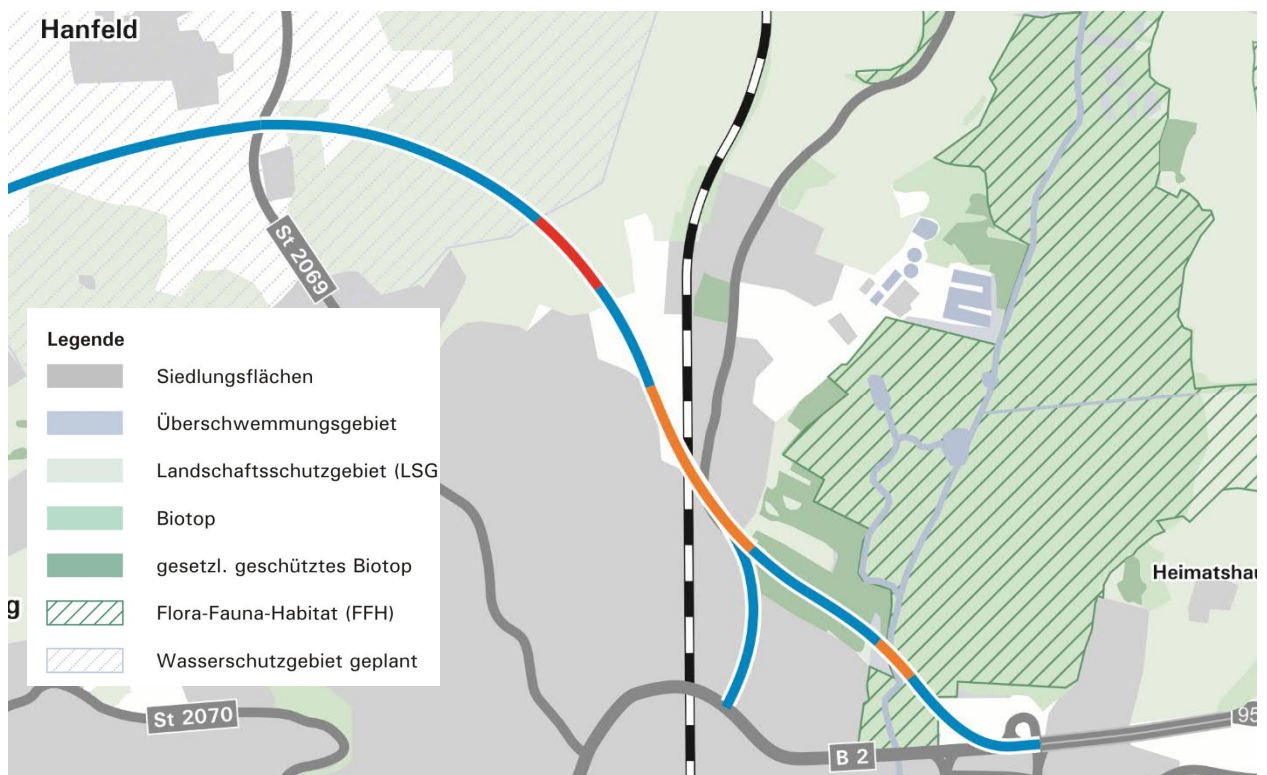 Hanfeld
St 2069
Legende
Siedlungsflächen
Überschwemmungsgebiet
Landschaftsschutzgebiet (LSG
Biotop
gesetzl. geschütztes Biotop
Heimatshau
Flora-Fauna-Habitat (FFH)
g
Wasserschutzgebiet geplant
St 2070
95
B 2